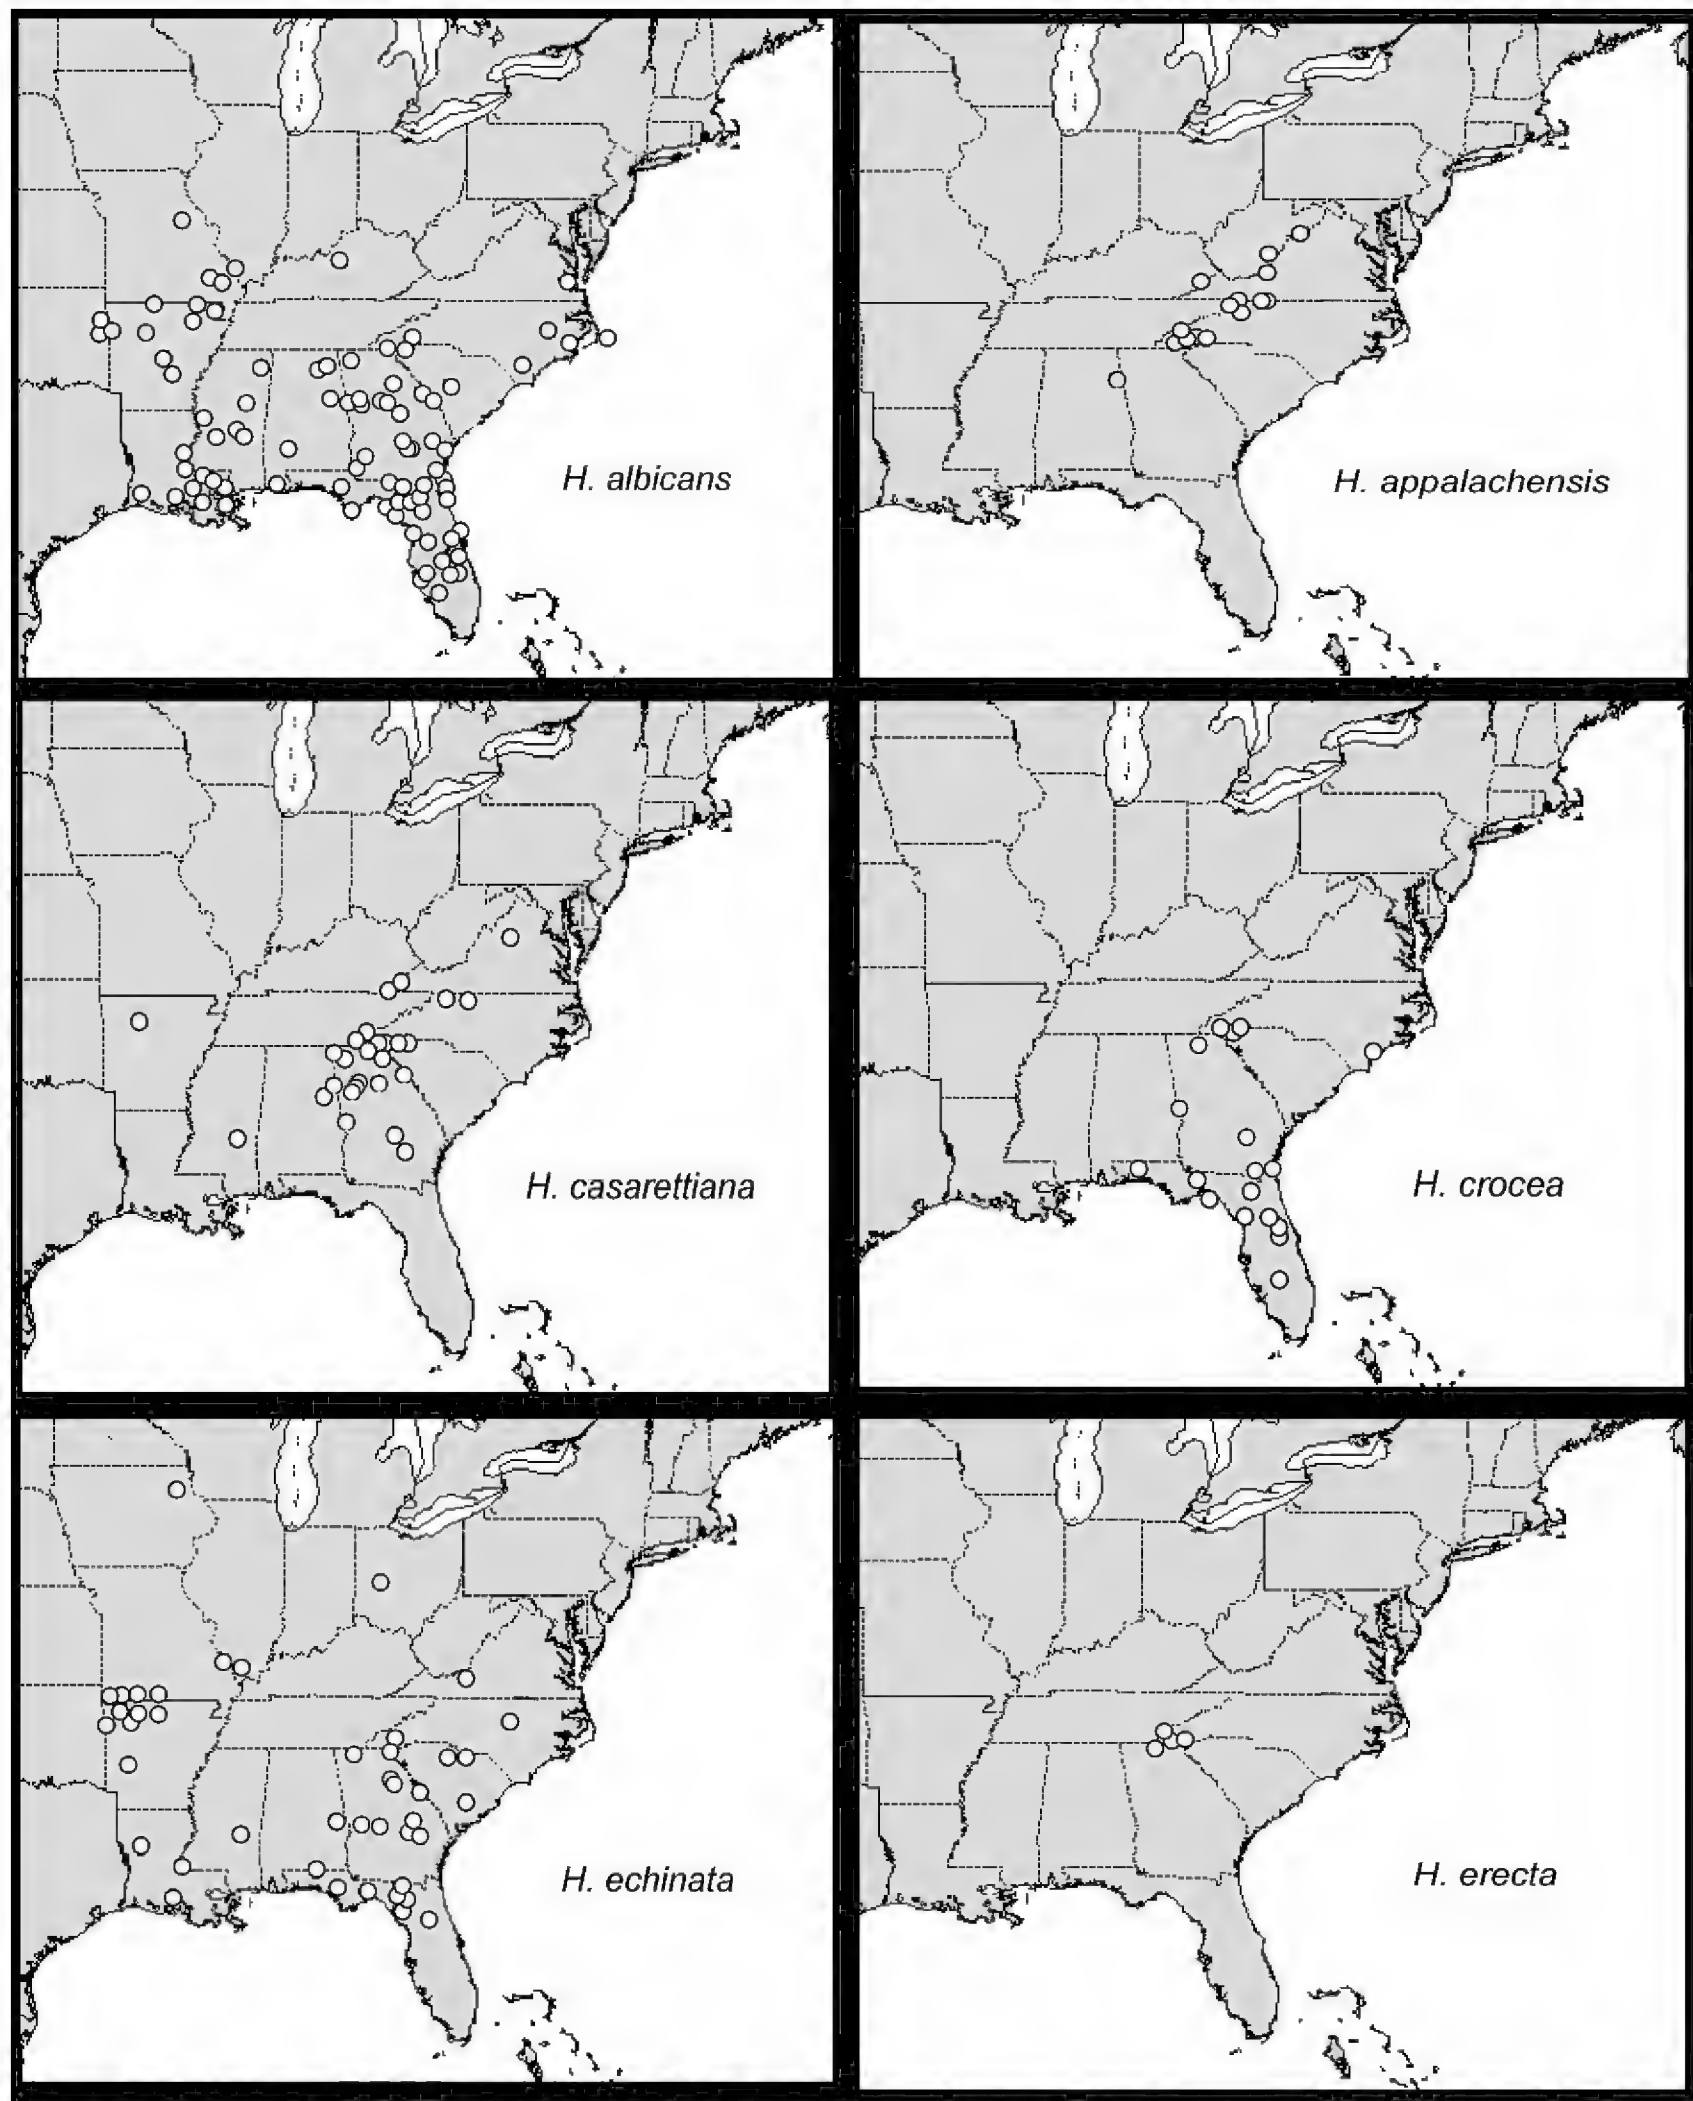 H. albicans
H. appalachensis
H. casarettiana
H. crocea
H. echinata
H. erecta